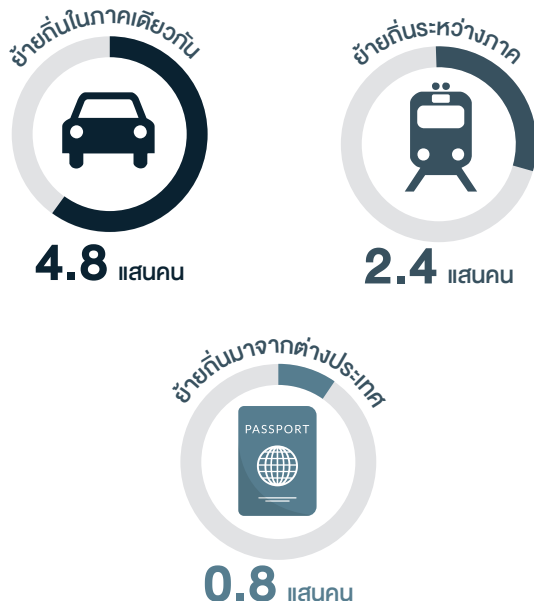 ย้ายถิ่นในภาคเดียวกัน
4.8 แสนคน
ย้ายถิ่นระหว่างภาค
2.4 แสนคน
ย้ายถิ่นมาจากต่างประเทศ
PASSPORT
0.8 แสนคน